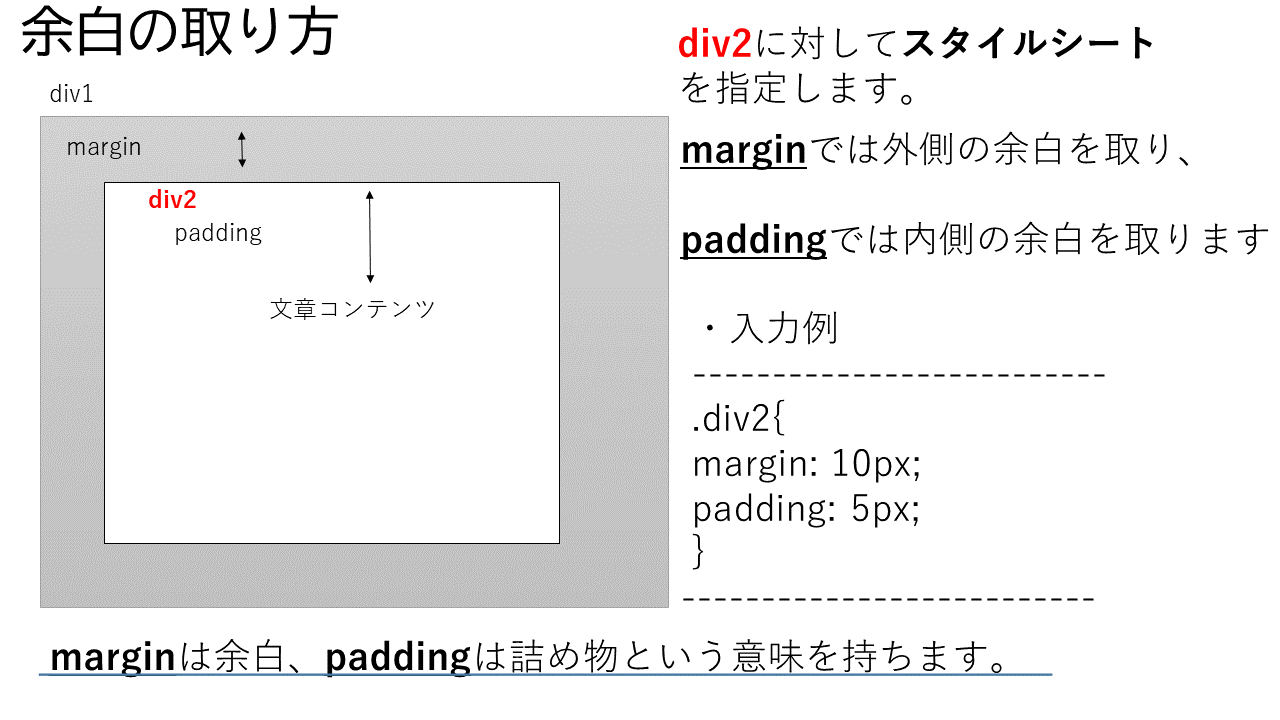 余白の取り方
div1
margin
div2
padding
文章コンテンツ
div2に対してスタイルシート
を指定します。
marginでは外側の余白を取り、
paddingでは内側の余白を取ります
・入力例
--------------------------
.div2{
margin: 10px;
padding: 5px;
}
--------------------------
marginは余白、paddingは詰め物という意味を持ちます。